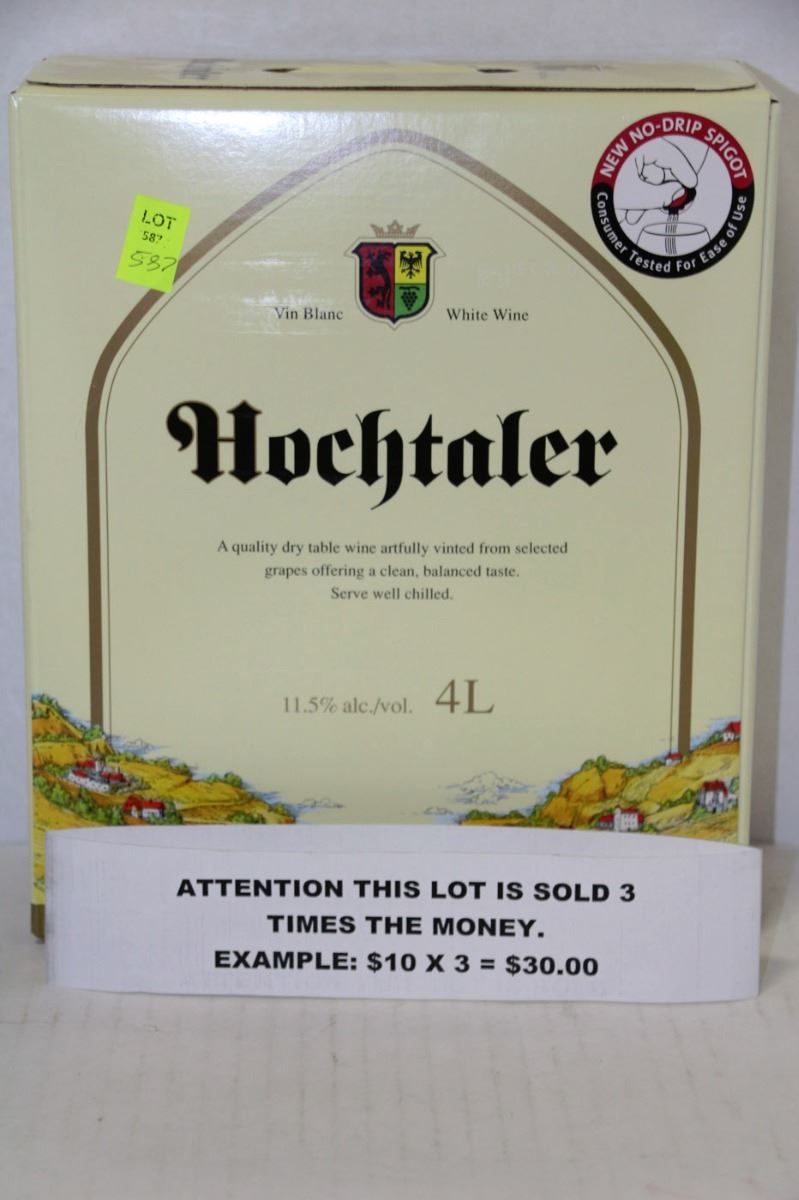 NEW NO-DRIP SPIGOT
Consumer Tested For Ease of Use
LOT
587
587
Vin Blanc
White Wine
Hochtaler
A quality dry table wine artfully vinted from selected
grapes offering a clean, balanced taste.
Serve well chilled.
11.5% alc./vol. 4L
ATTENTION THIS LOT IS SOLD 3
TIMES THE MONEY.
EXAMPLE: $10 X 3 = $30.00